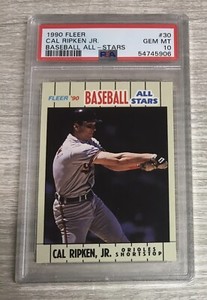 1990 FLEER #30
CAL RIPKEN JR. GEM MT
BASEBALL ALL-STARS 10
PSA 54745906
FLEER '90 BASEBALL ALL STARS
CAL RIPKEN, JR. ORIOLES SHORTSTOP